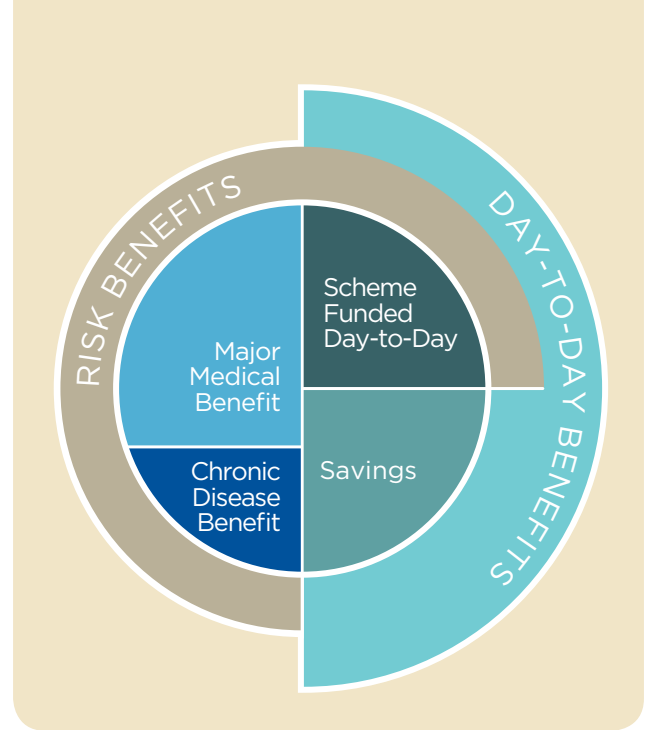 RISK BENEFITS
DAY-TO-DAY BENEFITS
Scheme
Funded
Day-to-Day
Major
Medical
Benefit
Chronic
Disease
Benefit
Savings